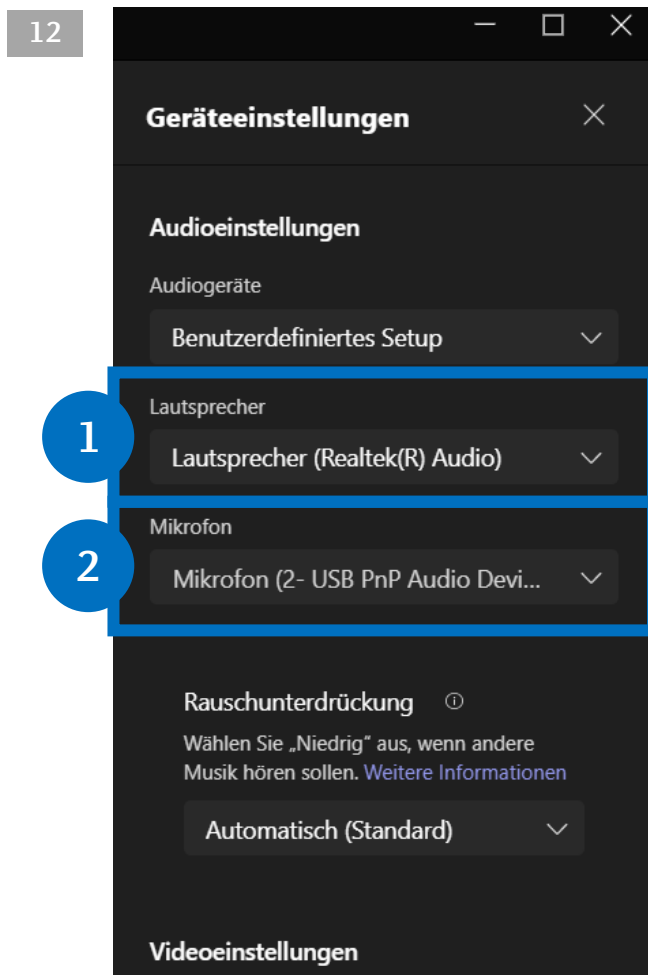 12
Geräteeinstellungen
Audioeinstellungen
Audiogeräte
Benutzerdefiniertes Setup
1
Lautsprecher
Lautsprecher (Realtek(R) Audio)
2
Mikrofon
Mikrofon (2- USB PnP Audio Devi...
Rauschunterdrückung
Wählen Sie „Niedrig“ aus, wenn andere
Musik hören sollen. Weitere Informationen
Automatisch (Standard)
Videoeinstellungen